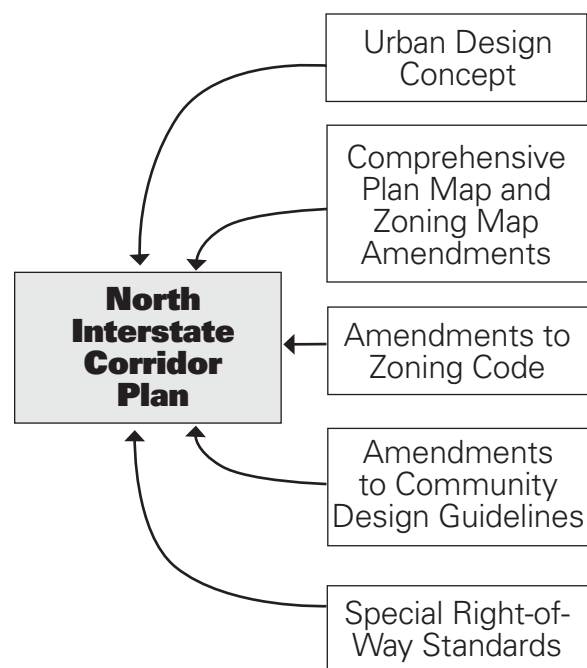 Urban Design
Concept
Comprehensive
Plan Map and
Zoning Map
Amendments
North
Interstate
Corridor
Plan
Amendments to
Zoning Code
Amendments
to Community
Design Guidelines
Special Right-of-
Way Standards